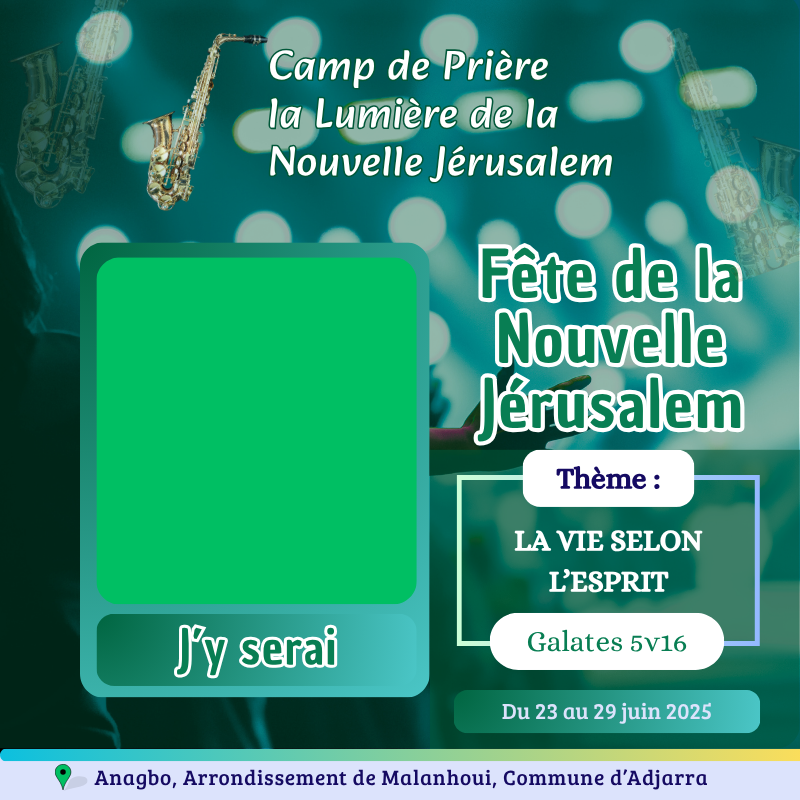 Camp de Prière
la Lumière de la
Nouvelle Jérusalem
Fête de la
Nouvelle
Jérusalem
Thème :
LA VIE SELON
L’ESPRIT
Galates 5v16
J’y serai
Du 23 au 29 juin 2025
Anagbo, Arrondissement de Malanhoui, Commune d’Adjarra